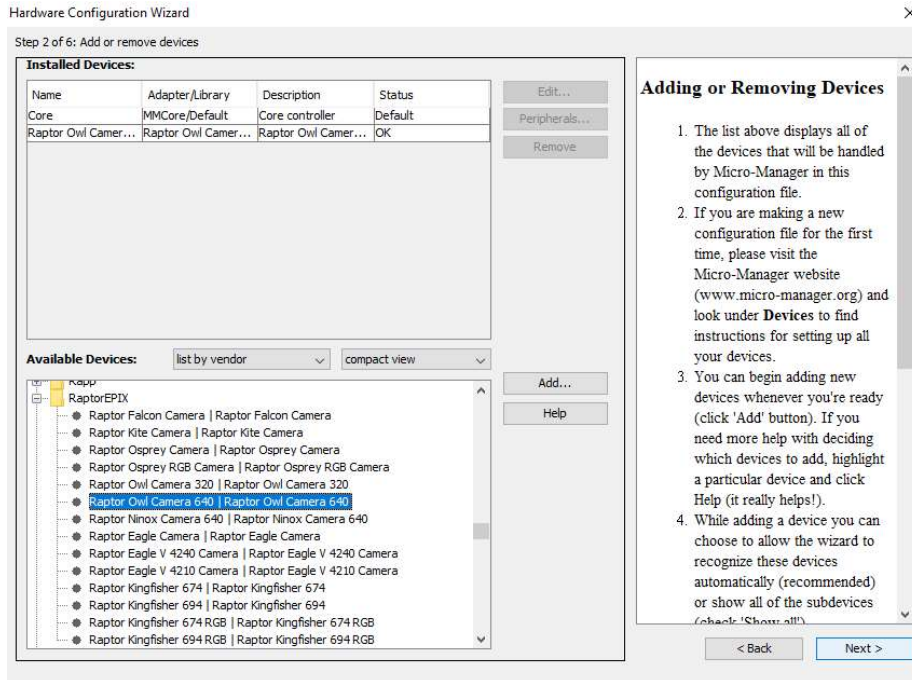 Hardware Configuration Wizard
Step 2 of 6: Add or remove devices
Installed Devices:
Name Adapter/Library Description Status
Core MMCore/Default Core controller Default
Raptor Owl Camer... Raptor Owl Camer... Raptor Owl Camer... OK
Edit...
Peripherals...
Remove
Available Devices: list by vendor compact view
Rapp
RaptorEPIX
Raptor Falcon Camera | Raptor Falcon Camera
Raptor Kite Camera | Raptor Kite Camera
Raptor Osprey Camera | Raptor Osprey Camera
Raptor Osprey RGB Camera | Raptor Osprey RGB Camera
Raptor Owl Camera 320 | Raptor Owl Camera 320
Raptor Owl Camera 640 | Raptor Owl Camera 640
Raptor Ninox Camera 640 | Raptor Ninox Camera 640
Raptor Eagle Camera | Raptor Eagle Camera
Raptor Eagle V 4240 Camera | Raptor Eagle V 4240 Camera
Raptor Eagle V 4210 Camera | Raptor Eagle V 4210 Camera
Raptor Kingfisher 674 | Raptor Kingfisher 674
Raptor Kingfisher 694 | Raptor Kingfisher 694
Raptor Kingfisher 674 RGB | Raptor Kingfisher 674 RGB
Raptor Kingfisher 694 RGB | Raptor Kingfisher 694 RGB
Add...
Help
Adding or Removing Devices
1. The list above displays all of
the devices that will be handled
by Micro-Manager in this
configuration file.
2. If you are making a new
configuration file for the first
time, please visit the
Micro-Manager website
(www.micro-manager.org) and
look under Devices to find
instructions for setting up all
your devices.
3. You can begin adding new
devices whenever you're ready
(click 'Add' button). If you
need more help with deciding
which devices to add, highlight
a particular device and click
Help (it really helps!).
4. While adding a device you can
choose to allow the wizard to
recognize these devices
automatically (recommended)
or show all of the subdevices
(check 'Show all')
< Back
Next >